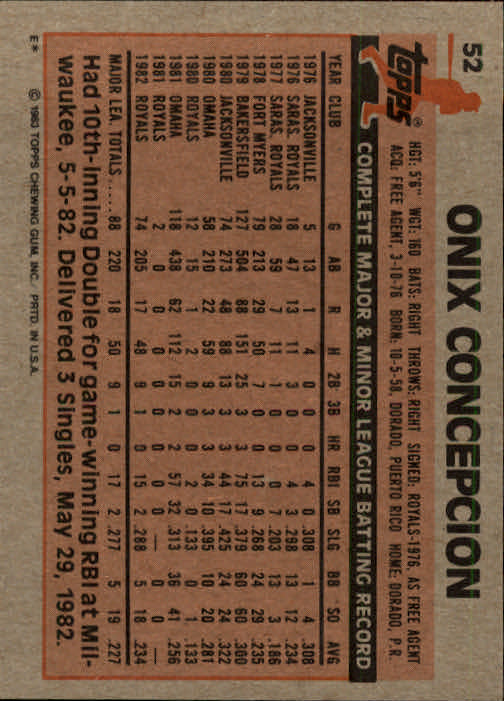 52
ONIX CONCEPCION
topps®
HGT: 5'6" WGT: 160 BATS: RIGHT THROWS: RIGHT SIGNED: ROYALS-1976, AS FREE AGENT
ACQ: FREE AGENT, 3-10-76 BORN: 10-5-58, DORADO, PUERTO RICO HOME: DORADO, P.R.
COMPLETE MAJOR & MINOR LEAGUE BATTING RECORD
YEAR CLUB G AB R H 2B 3B HR RBI SB SLG BB SO AVG
1976 JACKSONVILLE 5 13 1 4 0 0 0 4 0 .308 1 4 .308
1976 SARAS. ROYALS 18 47 13 11 3 0 0 4 3 .298 13 12 .234
1977 SARAS. ROYALS 28 59 7 11 1 0 0 0 7 .203 13 3 .186
1978 FORT MYERS 79 213 29 50 7 0 0 13 9 .268 24 29 .235
1979 BAKERSFIELD 127 504 88 151 25 3 3 75 17 .379 60 60 .300
1980 JACKSONVILLE 74 273 48 88 13 3 3 44 17 .425 24 24 .322
1980 OMAHA 58 210 22 59 9 3 3 34 10 .395 10 20 .281
1980 ROYALS 12 15 1 2 0 0 0 2 0 .133 0 1 .133
1981 OMAHA 118 438 62 112 15 2 2 57 32 .313 36 41 .256
1981 ROYALS 2 0 0 0 0 0 0 0 0 — 0 0 —
1982 ROYALS 74 205 17 48 9 1 0 15 2 .288 5 18 .234
MAJOR LEA. TOTALS..... 88 220 18 50 9 1 0 17 2 .277 5 19 .227
Had 10th-inning Double for game-winning RBI at Mil-
waukee, 5-5-82. Delivered 3 Singles, May 29, 1982.
E* © 1983 TOPPS CHEWING GUM, INC. PRTD. IN U.S.A.